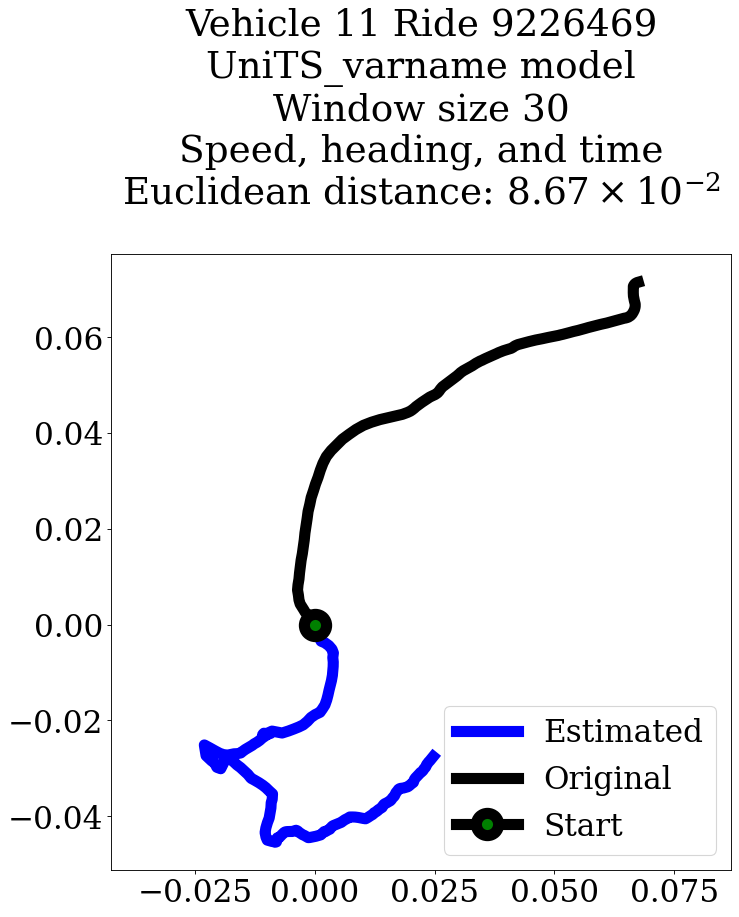 Vehicle 11 Ride 9226469
UniTS_varname model
Window size 30
Speed, heading, and time
Euclidean distance: 8.67 × 10⁻²
0.06
0.04
0.02
0.00
−0.02
−0.04
−0.025 0.000 0.025 0.050 0.075
Estimated
Original
Start